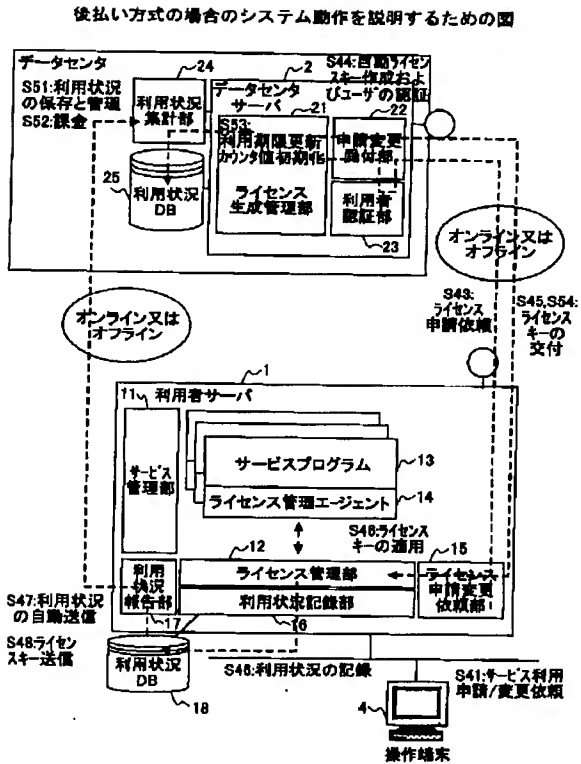 後払い方式の場合のシステム動作を説明するための図
データセンタ
S51:利用状況
の保存と管理
S52:課金
24
利用状況
集計部
利用状況
DB
25
2
データセンタ
サーバ
21
S53:
利用期限更新
カウンタ値初期化
ライセンス
生成管理部
S44:自動ライセン
スキー作成およ
びユーザの認証
22
申請変更
受付部
利用者
認証部
23
オンライン又は
オフライン
オンライン又は
オフライン
S43:
ライセンス
申請依頼
S45,S54:
ライセンス
キーの
交付
1
利用者サーバ
11
サービス
管理部
サービスプログラム
13
ライセンス管理エージェント
14
S46:ライセンス
キーの適用
12
ライセンス管理部
利用状況記録部
16
15
ライセンス
申請変更
依頼部
利用
状況
報告部
17
S47:利用状況
の自動送信
S48:ライセン
スキー送信
利用状況
DB
18
S46:利用状況の記録
S41:サービス利用
申請/変更依頼
4
操作端末